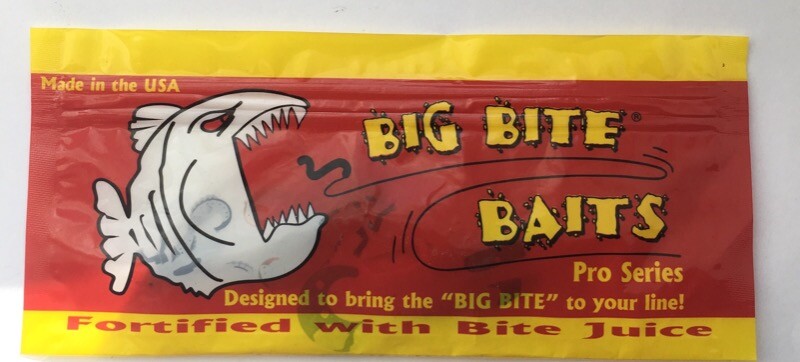 Made in the USA
BIG BITE®
BAITS
Pro Series
Designed to bring the "BIG BITE" to your line!
Fortified with Bite Juice